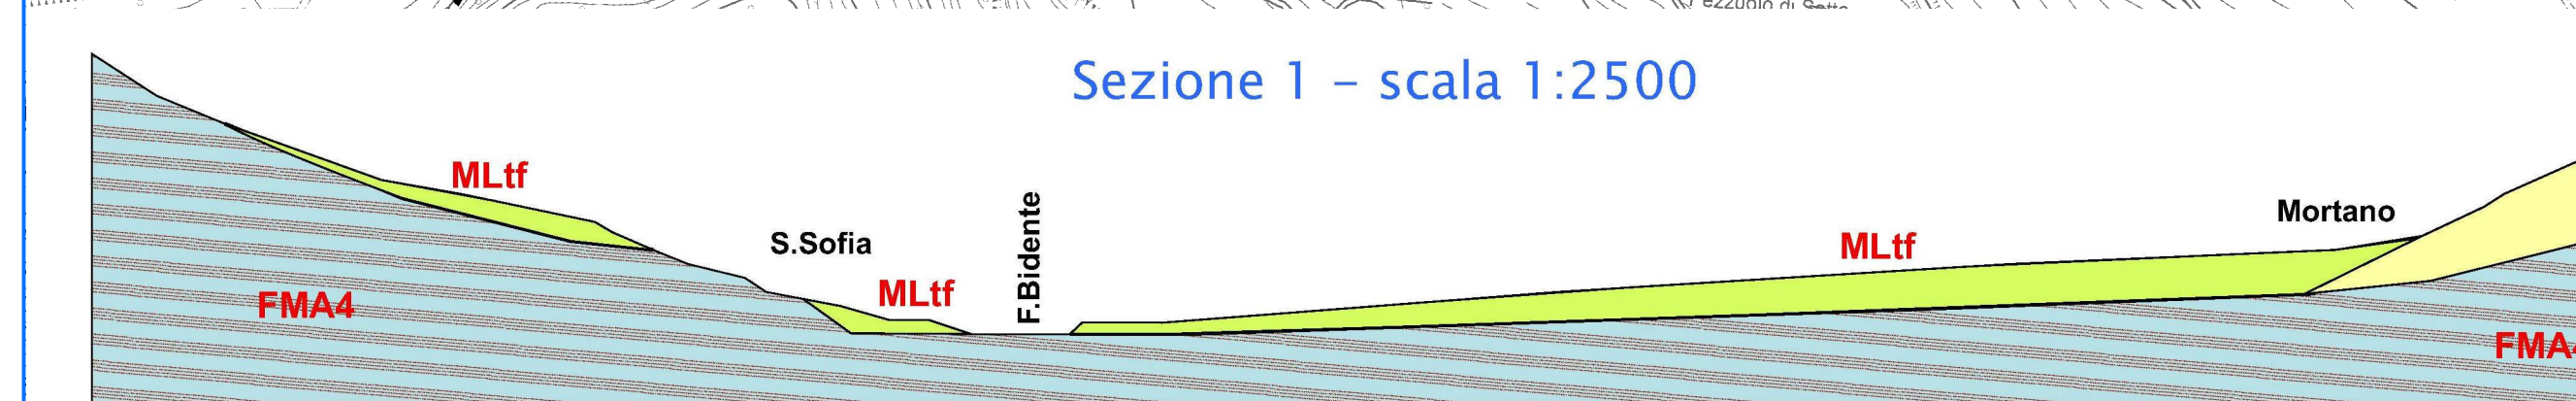 Sezione 1 – scala 1:2500
MLtf
S.Sofia
F.Bidente
Mortano
MLtf
MLtf
FMA4